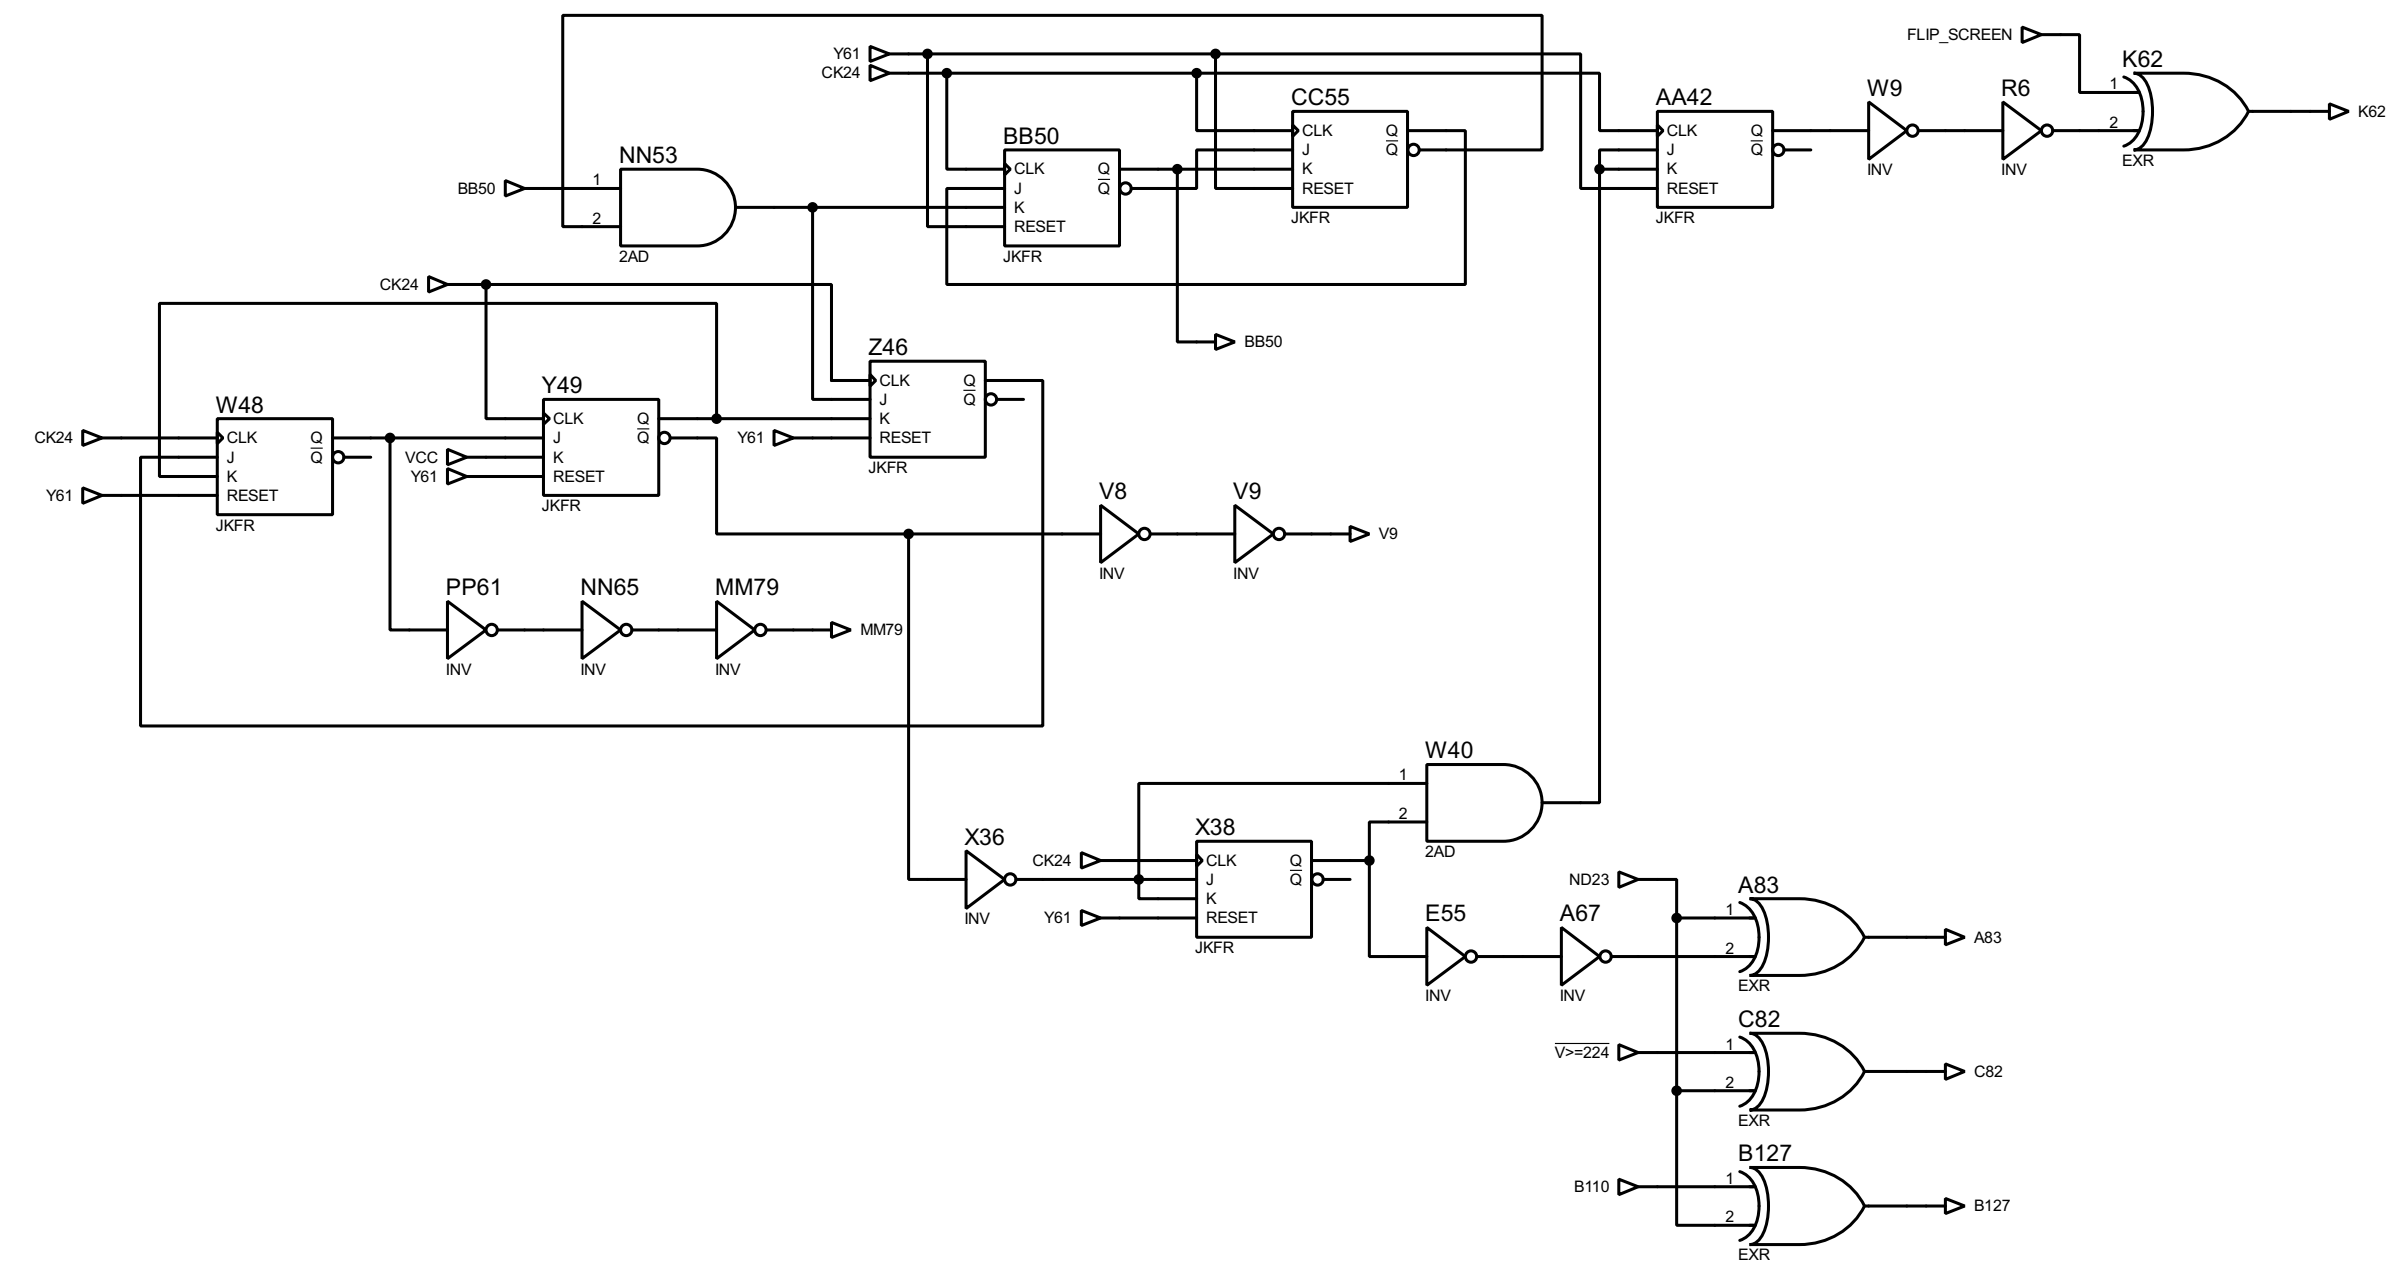 FLIP_SCREEN
K62
Y61
CK24
1
2
EXR
K62
W9
INV
R6
INV
AA42
CLK
J
K
RESET
Q
Q
JKFR
CC55
CLK
J
K
RESET
Q
Q
JKFR
BB50
CLK
J
K
RESET
Q
Q
JKFR
NN53
BB50
1
2
2AD
BB50
CK24
Z46
CLK
J
K
RESET
Q
Q
JKFR
Y61
Y49
CLK
J
K
RESET
Q
Q
JKFR
VCC
Y61
W48
CK24
CLK
J
K
RESET
Q
Q
JKFR
Y61
V8
INV
V9
INV
V9
PP61
INV
NN65
INV
MM79
INV
MM79
W40
1
2
2AD
X36
INV
X38
CK24
CLK
J
K
RESET
Q
Q
JKFR
Y61
E55
INV
A67
INV
ND23
A83
1
2
EXR
A83
C82
V>=224
1
2
EXR
C82
B127
B110
1
2
EXR
B127